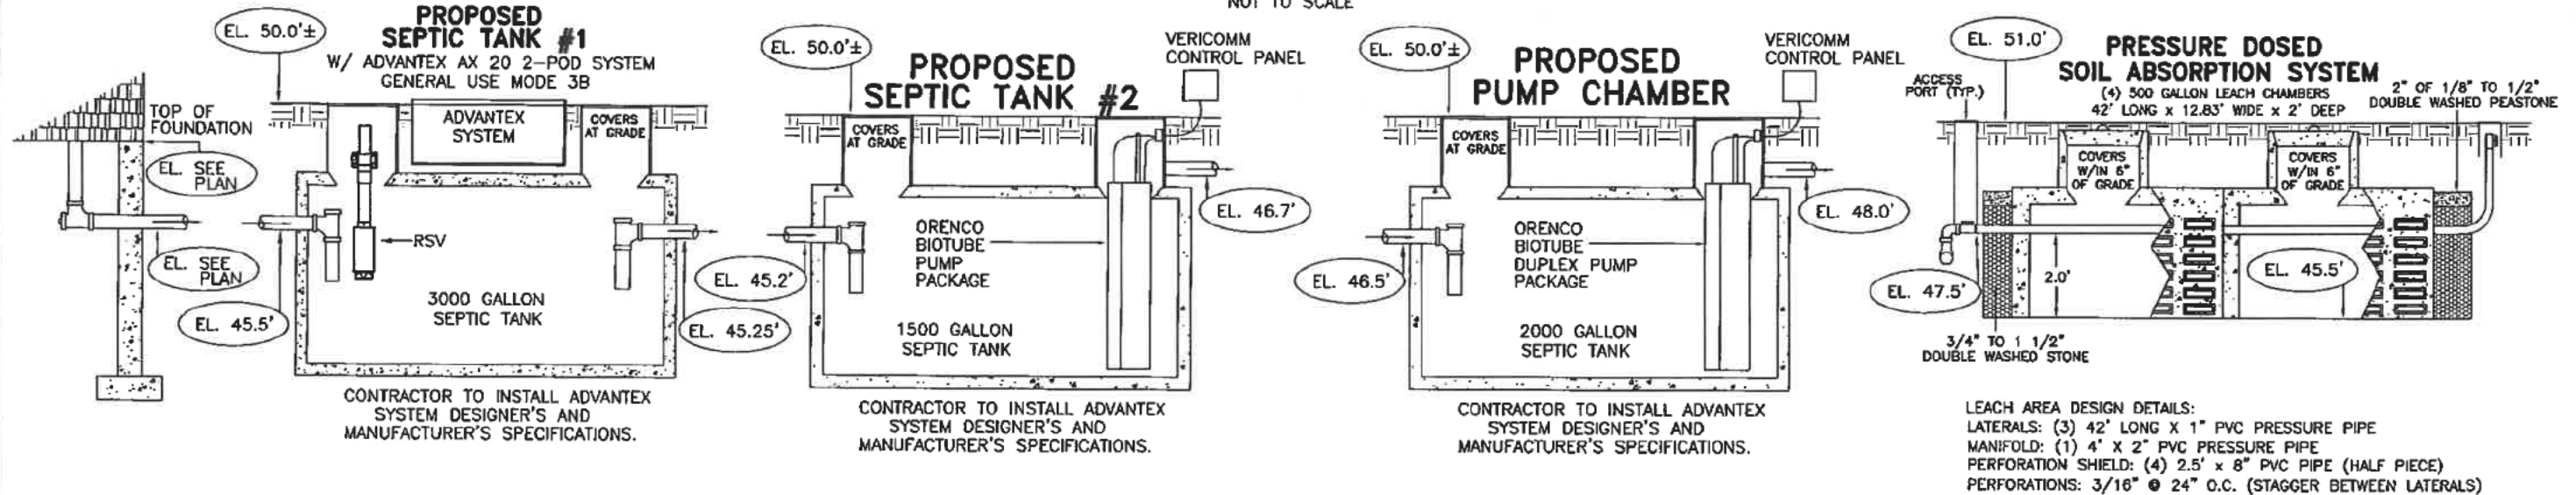 NOT TO SCALE
EL. 50.0'±
PROPOSED
SEPTIC TANK #1
W/ ADVANTEX AX 20 2-POD SYSTEM
GENERAL USE MODE 3B
TOP OF
FOUNDATION
EL. SEE
PLAN
EL. SEE
PLAN
ADVANTEX
SYSTEM
COVERS
AT GRADE
RSV
EL. 45.5'
3000 GALLON
SEPTIC TANK
EL. 45.25'
CONTRACTOR TO INSTALL ADVANTEX
SYSTEM DESIGNER'S AND
MANUFACTURER'S SPECIFICATIONS.
EL. 50.0'±
PROPOSED
SEPTIC TANK #2
VERICOMM
CONTROL PANEL
COVERS
AT GRADE
EL. 46.7'
EL. 45.2'
ORENCO
BIOTUBE
PUMP
PACKAGE
1500 GALLON
SEPTIC TANK
CONTRACTOR TO INSTALL ADVANTEX
SYSTEM DESIGNER'S AND
MANUFACTURER'S SPECIFICATIONS.
EL. 50.0'±
PROPOSED
PUMP CHAMBER
VERICOMM
CONTROL PANEL
COVERS
AT GRADE
EL. 48.0'
EL. 46.5'
ORENCO
BIOTUBE
DUPLEX PUMP
PACKAGE
2000 GALLON
SEPTIC TANK
CONTRACTOR TO INSTALL ADVANTEX
SYSTEM DESIGNER'S AND
MANUFACTURER'S SPECIFICATIONS.
EL. 51.0'
PRESSURE DOSED
SOIL ABSORPTION SYSTEM
(4) 500 GALLON LEACH CHAMBERS
42' LONG x 12.83' WIDE x 2' DEEP
ACCESS
PORT (TYP.)
2" OF 1/8" TO 1/2"
DOUBLE WASHED PEASTONE
COVERS
W/IN 6"
OF GRADE
COVERS
W/IN 6"
OF GRADE
EL. 47.5'
2.0'
EL. 45.5'
3/4" TO 1 1/2"
DOUBLE WASHED STONE
LEACH AREA DESIGN DETAILS:
LATERALS: (3) 42' LONG X 1" PVC PRESSURE PIPE
MANIFOLD: (1) 4' X 2" PVC PRESSURE PIPE
PERFORATION SHIELD: (4) 2.5' x 8" PVC PIPE (HALF PIECE)
PERFORATIONS: 3/16" @ 24" O.C. (STAGGER BETWEEN LATERALS)